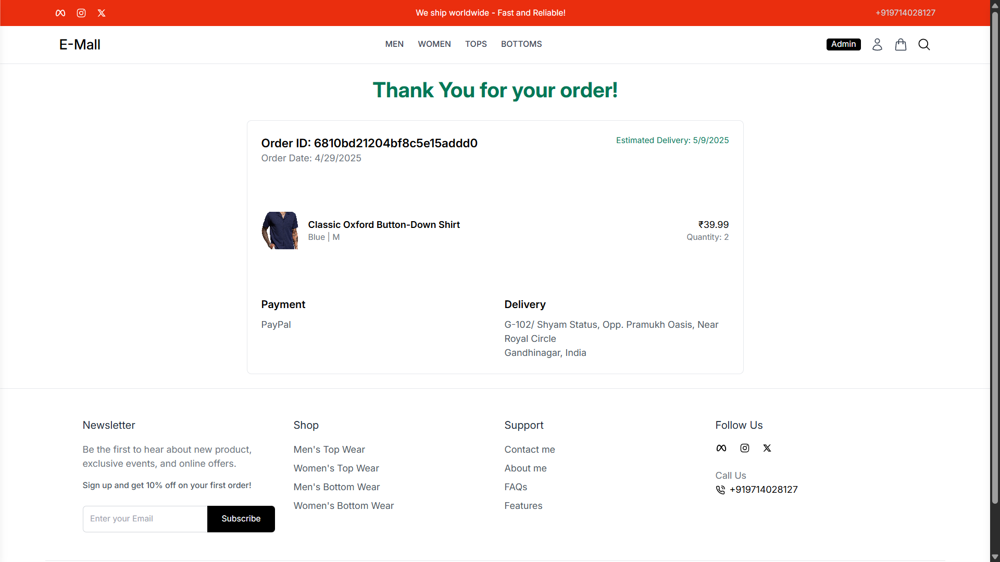 We ship worldwide - Fast and Reliable!
+919714028127
E-Mall
MEN
WOMEN
TOPS
BOTTOMS
Admin
Thank You for your order!
Order ID: 6810bd21204bf8c5e15addd0
Estimated Delivery: 5/9/2025
Order Date: 4/29/2025
Classic Oxford Button-Down Shirt
₹39.99
Blue | M
Quantity: 2
Payment
PayPal
Delivery
G-102/ Shyam Status, Opp. Pramukh Oasis, Near
Royal Circle
Gandhinagar, India
Newsletter
Be the first to hear about new product,
exclusive events, and online offers.
Sign up and get 10% off on your first order!
Enter your Email
Subscribe
Shop
Men's Top Wear
Women's Top Wear
Men's Bottom Wear
Women's Bottom Wear
Support
Contact me
About me
FAQs
Features
Follow Us
Call Us
+919714028127